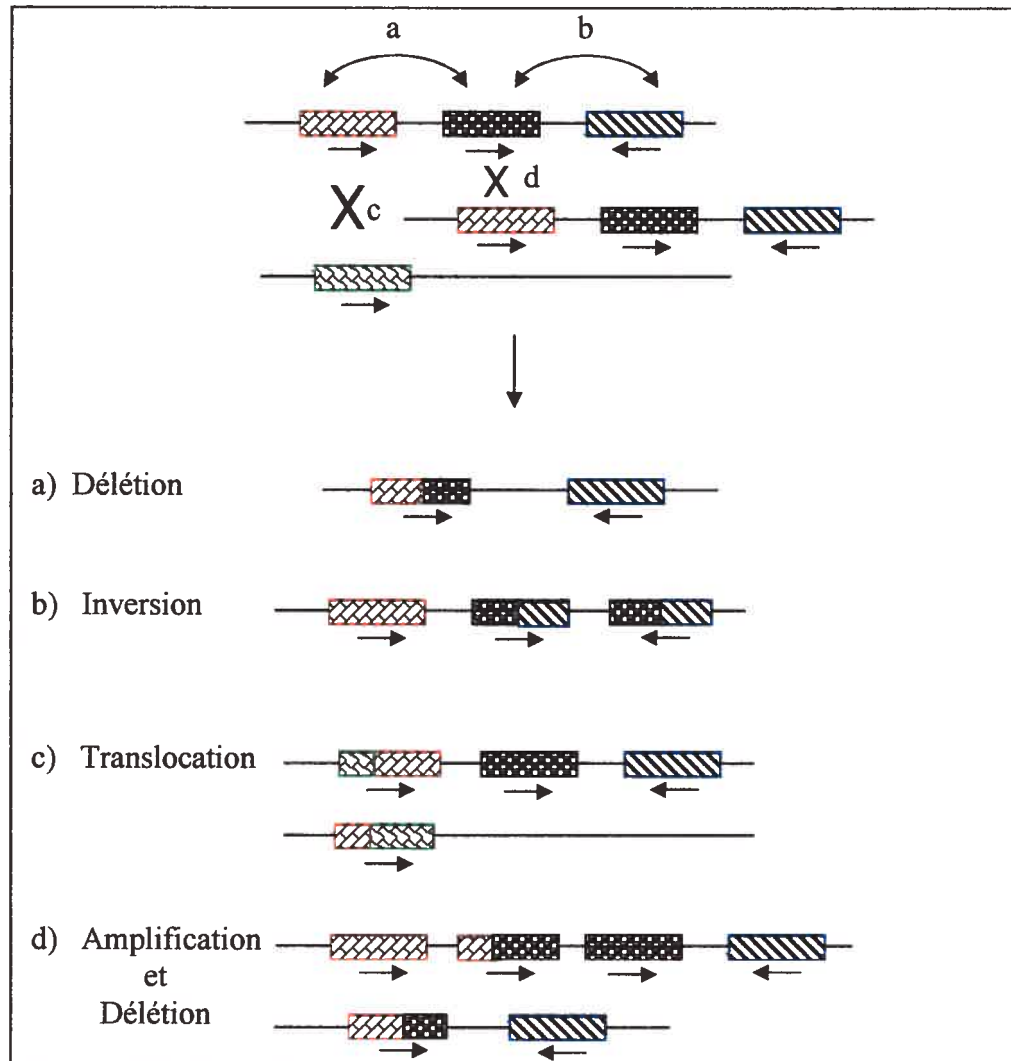 a
b
X c
X d
a) Délétion
b) Inversion
c) Translocation
d) Amplification
et
Délétion